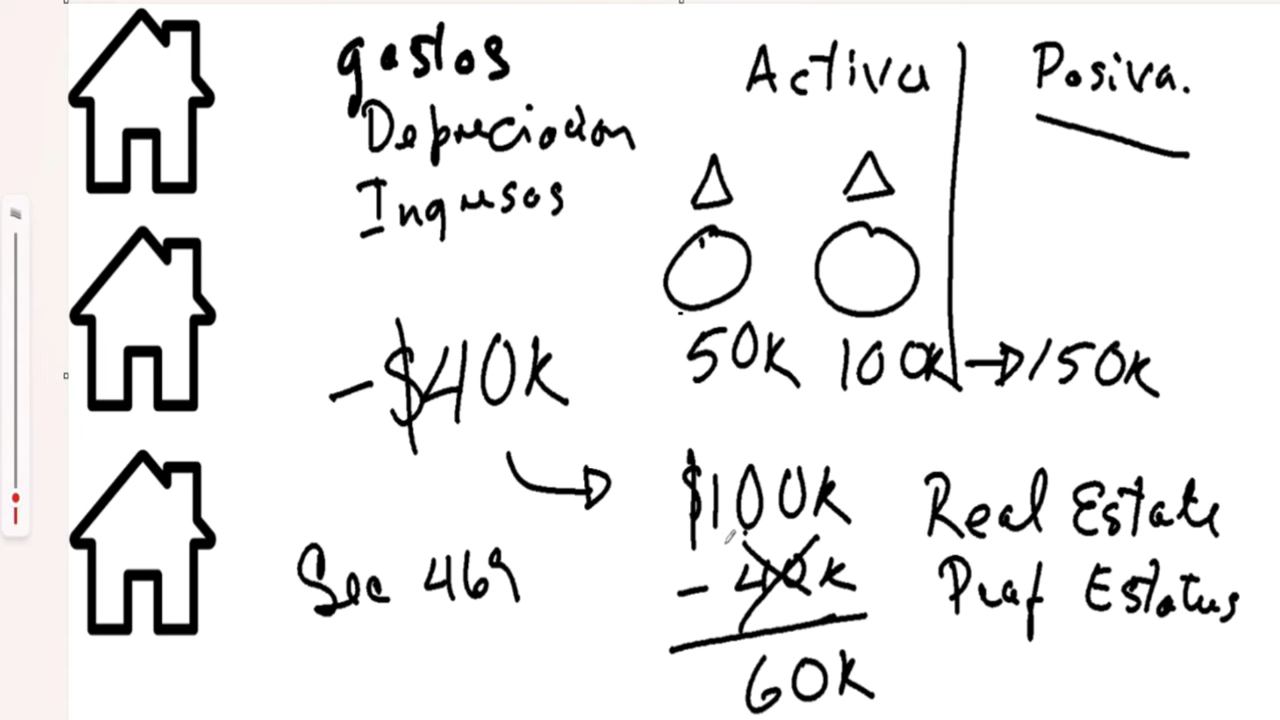 gastos
Depreciacion
Ingresos
Activa
Pasiva.
50K 100K → 150K
-$40K
$100K
- 40K
60K
Sec 469
Real Estate
Prof Estatus